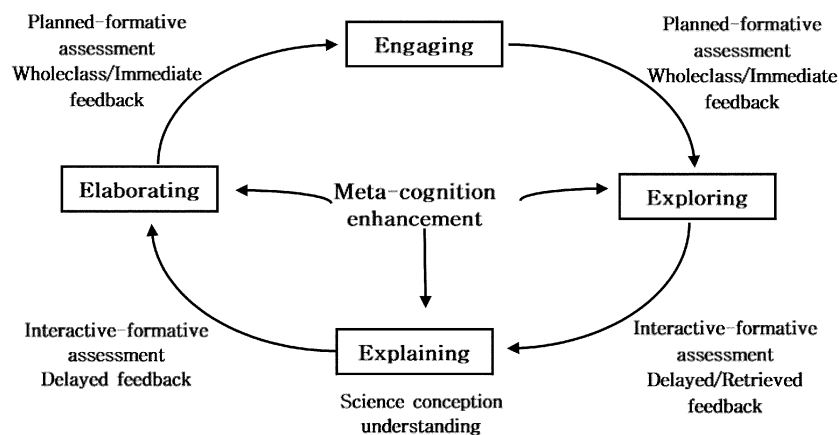 Planned-formative
assessment
Wholeclass/Immediate
feedback
Engaging
Planned-formative
assessment
Wholeclass/Immediate
feedback
Elaborating
Meta-cognition
enhancement
Exploring
Interactive-formative
assessment
Delayed feedback
Explaining
Science conception
understanding
Interactive-formative
assessment
Delayed/Retrieved
feedback